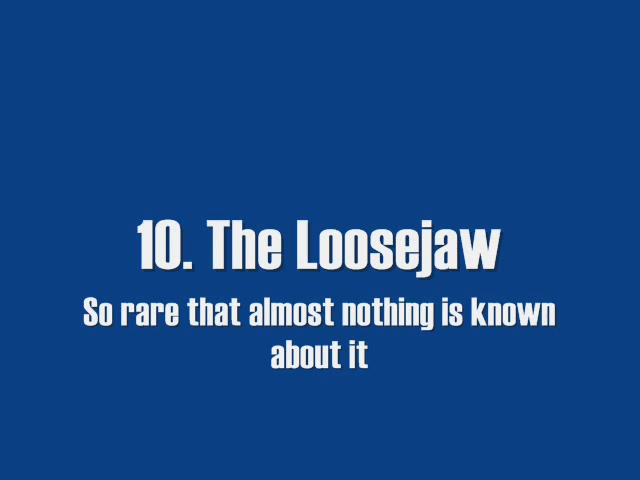 10. The Loosejaw
So rare that almost nothing is known
about it